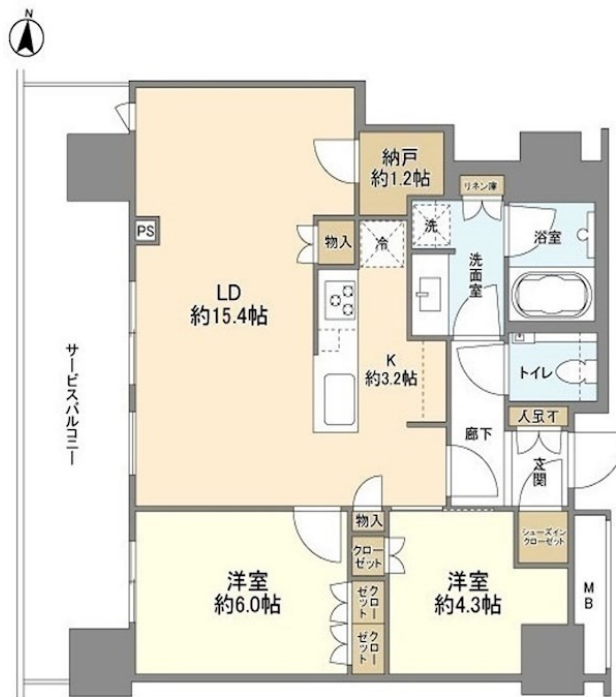 N
納戸
約1.2帖
リネン庫
PS
物入
冷
洗
洗面室
浴室
LD
約15.4帖
K
約3.2帖
トイレ
サービスバルコニー
廊下
玄関
物入
シューズイン
クローゼット
クロー
ゼット
洋室
約6.0帖
クロー
ゼット
クロー
ゼット
洋室
約4.3帖
MB